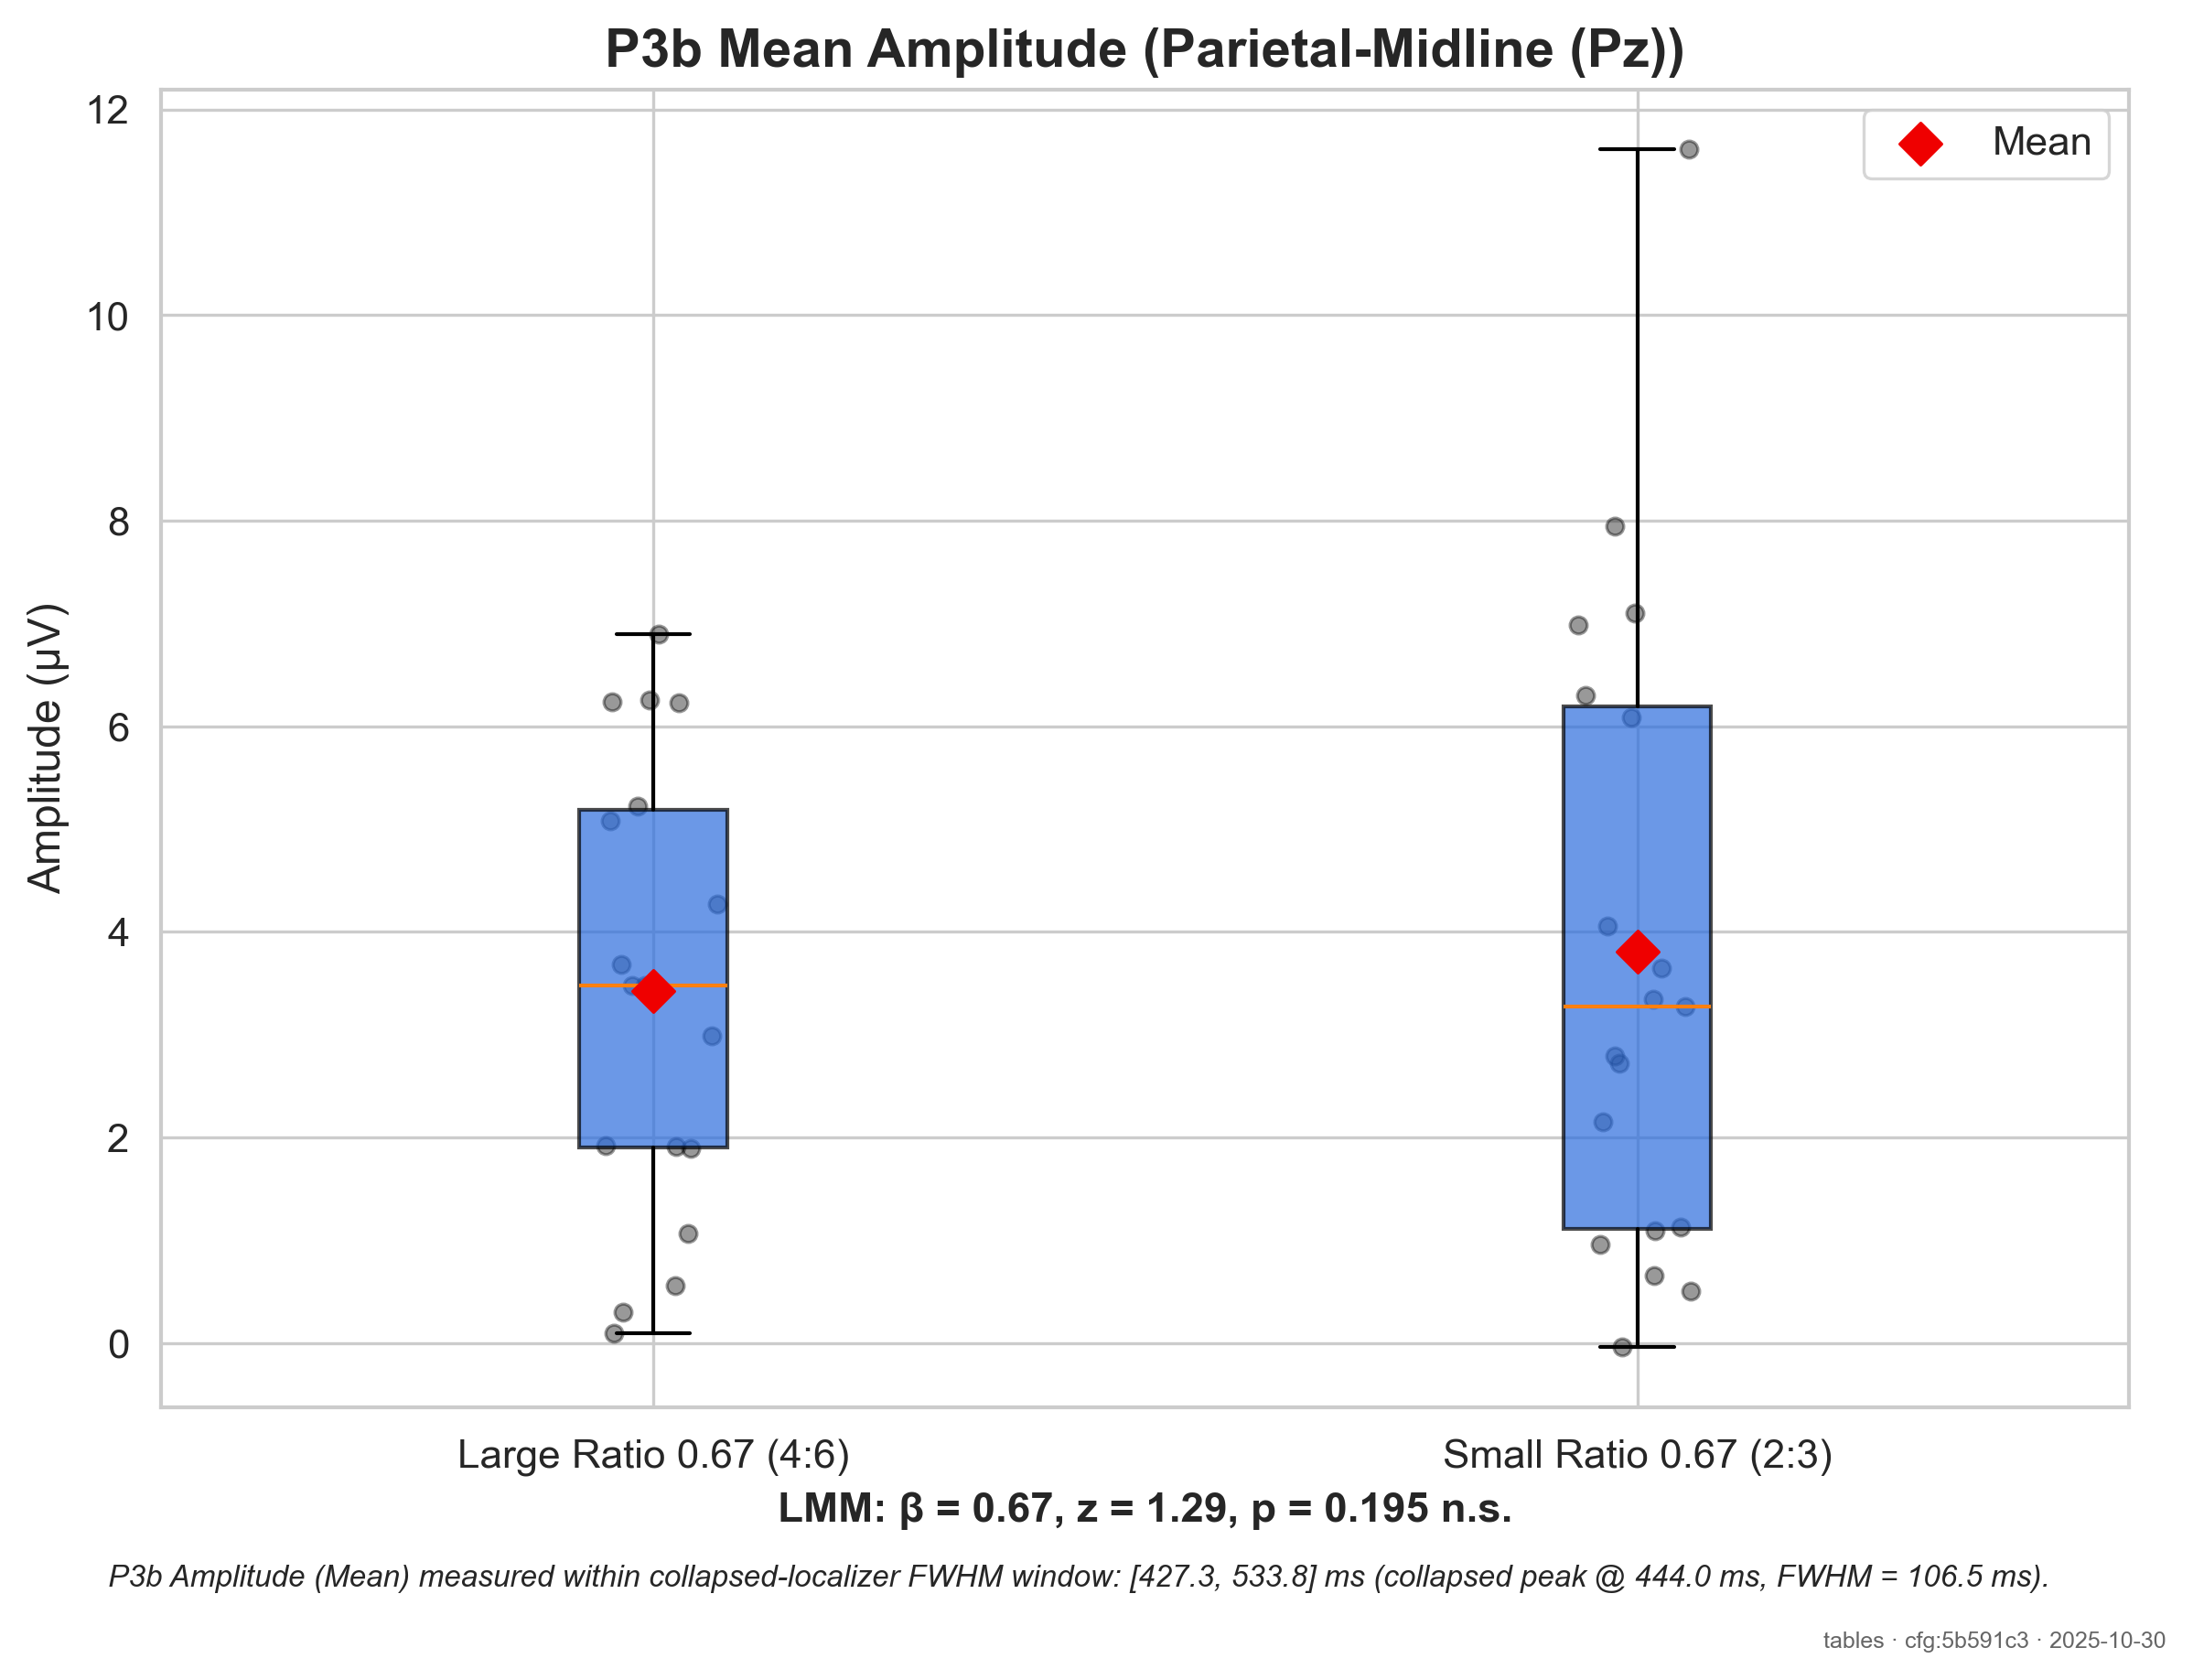 P3b Mean Amplitude (Parietal-Midline (Pz))
Mean
12
10
8
6
4
2
0
Amplitude (μV)
Large Ratio 0.67 (4:6)
Small Ratio 0.67 (2:3)
LMM: β = 0.67, z = 1.29, p = 0.195 n.s.
P3b Amplitude (Mean) measured within collapsed-localizer FWHM window: [427.3, 533.8] ms (collapsed peak @ 444.0 ms, FWHM = 106.5 ms).
tables · cfg:5b591c3 · 2025-10-30